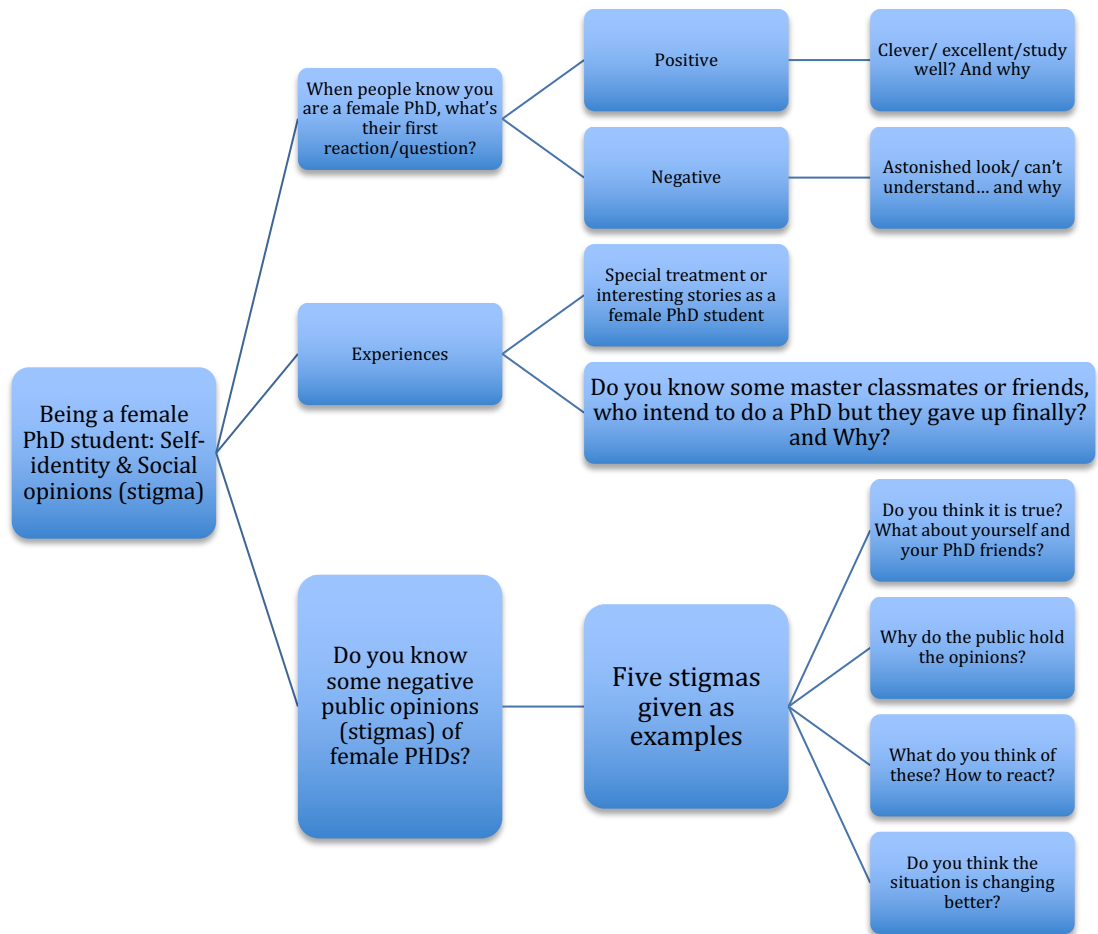 Being a female
PhD student: Self-
identity & Social
opinions (stigma)
When people know you
are a female PhD, what's
their first
reaction/question?
Positive
Clever/ excellent/study
well? And why
Negative
Astonished look/ can't
understand… and why
Experiences
Special treatment or
interesting stories as a
female PhD student
Do you know some master classmates or friends,
who intend to do a PhD but they gave up finally?
and Why?
Do you know
some negative
public opinions
(stigmas) of
female PHDs?
Five stigmas
given as
examples
Do you think it is true?
What about yourself and
your PhD friends?
Why do the public hold
the opinions?
What do you think of
these? How to react?
Do you think the
situation is changing
better?